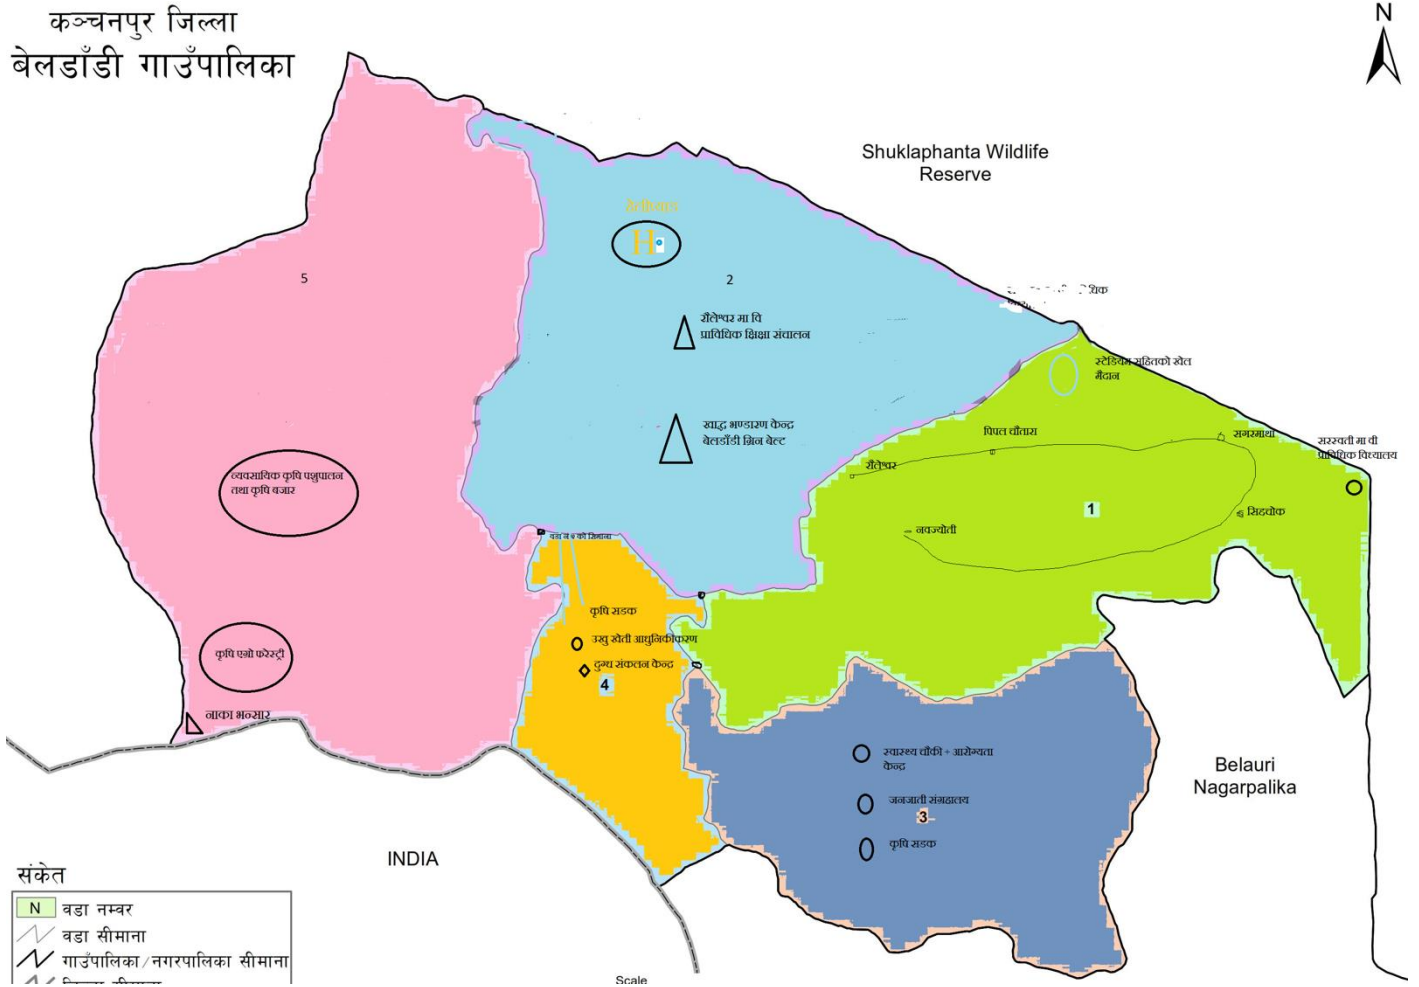 कञ्चनपुर जिल्ला
बेलडाँडी गाउँपालिका
N
Shuklaphanta Wildlife
Reserve
हेलीप्याड
H
5
2
रौलेश्वर मा वि
प्राविधिक क्षिक्षा संचालन
स्टेडियम सहितको खेल
मैदान
खाद्ध भण्डारण केन्द्र
बेलडाँडी ग्रिन बेल्ट
पिपल चौतारा
सगरमाथा
सरस्वती मा वी
प्राविधिक विध्यालय
रौलेश्वर
व्यवसायिक कृषि पशुपालन
तथा कृषि बजार
1
सिहचोक
नवज्योती
कृषि सडक
उखु खेती आधुनिकीकरण
दुग्ध संकलन केन्द्र
4
कृषि एग्रो फरेस्ट्री
नाका भन्सार
स्वास्थ्य चौकी + आरोग्यता
केन्द्र
जनजाती संग्रहालय
3
कृषि सडक
Belauri
Nagarpalika
INDIA
संकेत
N वडा नम्वर
वडा सीमाना
गाउँपालिका/नगरपालिका सीमाना
Scale